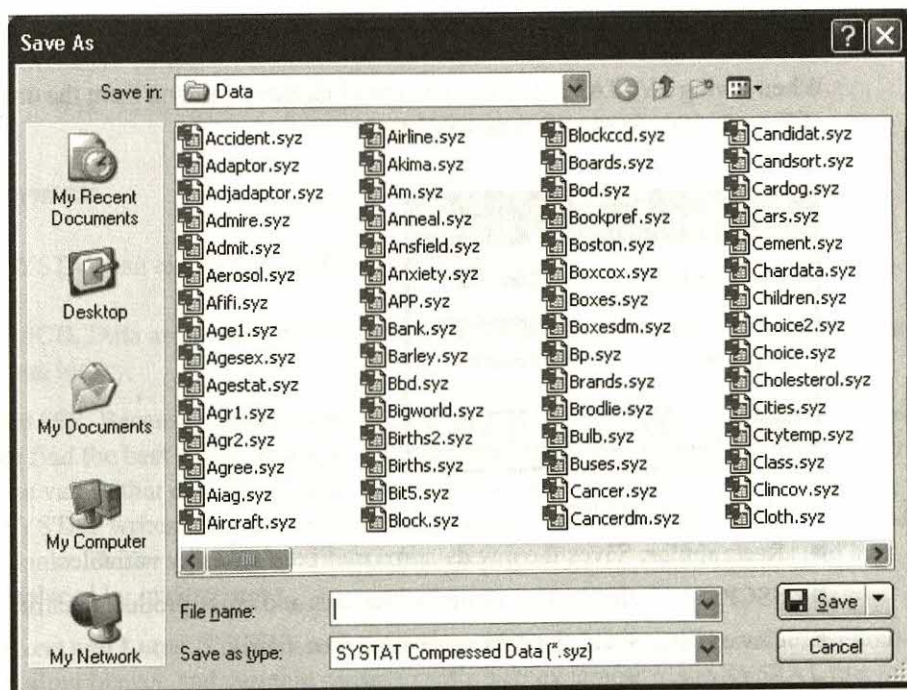 Save As
Save in: Data
My Recent Documents
Desktop
My Documents
My Computer
My Network
Accident.syz
Adaptor.syz
Adjadaptor.syz
Admire.syz
Admit.syz
Aerosol.syz
Afifi.syz
Age1.syz
Agesex.syz
Agestat.syz
Agr1.syz
Agr2.syz
Agree.syz
Aiag.syz
Aircraft.syz
Airline.syz
Akima.syz
Am.syz
Anneal.syz
Ansfield.syz
Anxiety.syz
APP.syz
Bank.syz
Barley.syz
Bbd.syz
Bigworld.syz
Births2.syz
Births.syz
Bit5.syz
Block.syz
Blockccd.syz
Boards.syz
Bod.syz
Bookpref.syz
Boston.syz
Boxcox.syz
Boxes.syz
Boxesdm.syz
Bp.syz
Brands.syz
Brodlie.syz
Bulb.syz
Buses.syz
Cancer.syz
Cancerdm.syz
Candidat.syz
Candsort.syz
Cardog.syz
Cars.syz
Cement.syz
Chardata.syz
Children.syz
Choice2.syz
Choice.syz
Cholesterol.syz
Cities.syz
Citytemp.syz
Class.syz
Clincov.syz
Cloth.syz
File name:
Save
Save as type: SYSTAT Compressed Data (*.syz)
Cancel